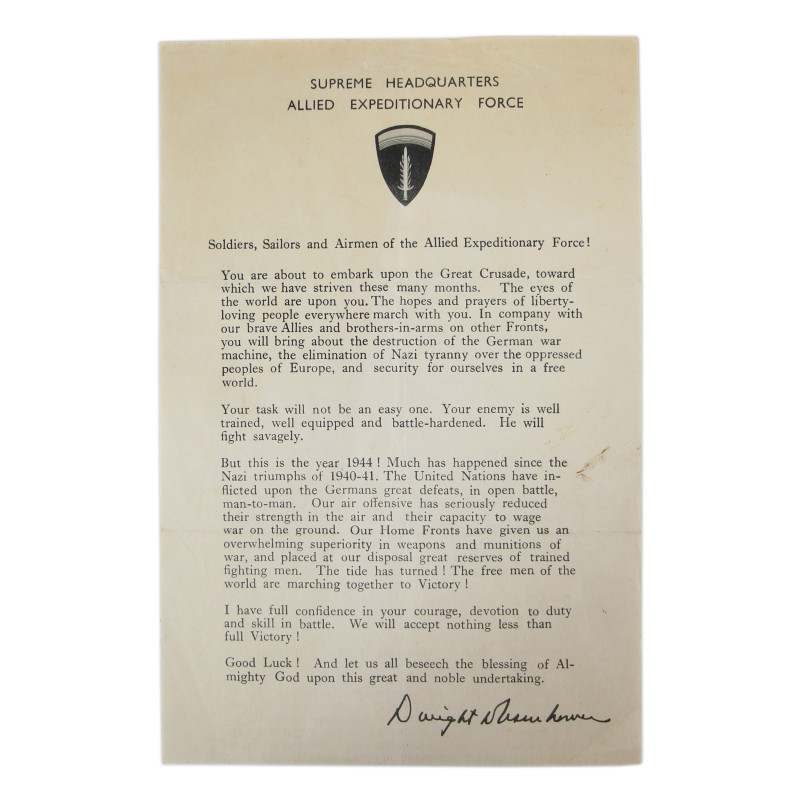 SUPREME HEADQUARTERS
ALLIED EXPEDITIONARY FORCE
Soldiers, Sailors and Airmen of the Allied Expeditionary Force!
You are about to embark upon the Great Crusade, toward
which we have striven these many months. The eyes of
the world are upon you. The hopes and prayers of liberty-
loving people everywhere march with you. In company with
our brave Allies and brothers-in-arms on other Fronts,
you will bring about the destruction of the German war
machine, the elimination of Nazi tyranny over the oppressed
peoples of Europe, and security for ourselves in a free
world.
Your task will not be an easy one. Your enemy is well
trained, well equipped and battle-hardened. He will
fight savagely.
But this is the year 1944 ! Much has happened since the
Nazi triumphs of 1940-41. The United Nations have in-
flicted upon the Germans great defeats, in open battle,
man-to-man. Our air offensive has seriously reduced
their strength in the air and their capacity to wage
war on the ground. Our Home Fronts have given us an
overwhelming superiority in weapons and munitions of
war, and placed at our disposal great reserves of trained
fighting men. The tide has turned ! The free men of the
world are marching together to Victory !
I have full confidence in your courage, devotion to duty
and skill in battle. We will accept nothing less than
full Victory !
Good Luck ! And let us all beseech the blessing of Al-
mighty God upon this great and noble undertaking.
Dwight D Eisenhower